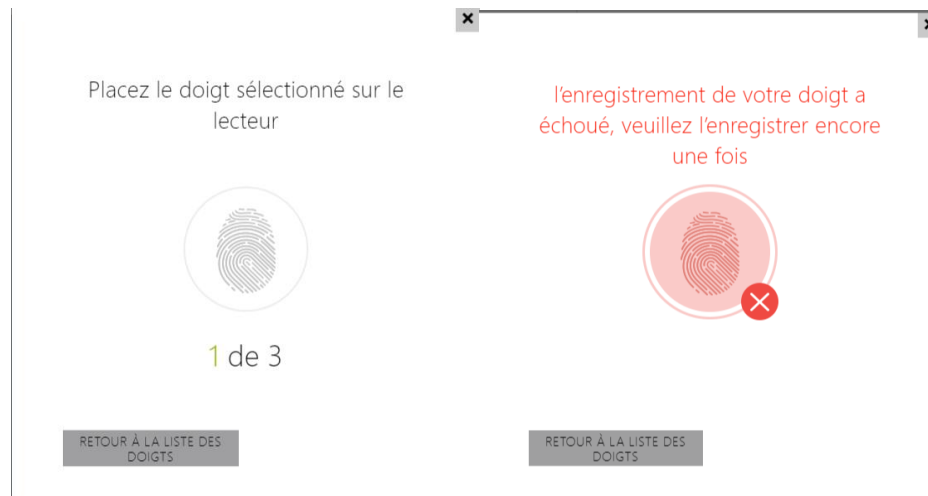 Placez le doigt sélectionné sur le
lecteur
1 de 3
RETOUR À LA LISTE DES
DOIGTS
l'enregistrement de votre doigt a
échoué, veuillez l'enregistrer encore
une fois
RETOUR À LA LISTE DES
DOIGTS